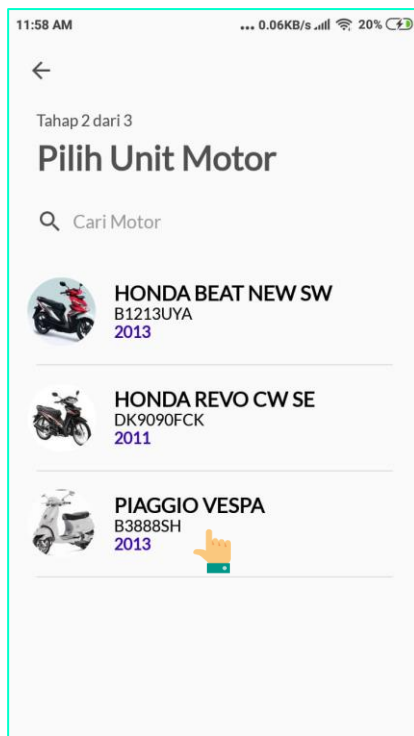 11:58 AM ... 0.06KB/s 20%
Tahap 2 dari 3
Pilih Unit Motor
Cari Motor
HONDA BEAT NEW SW
B1213UYA
2013
HONDA REVO CW SE
DK9090FCK
2011
PIAGGIO VESPA
B3888SH
2013